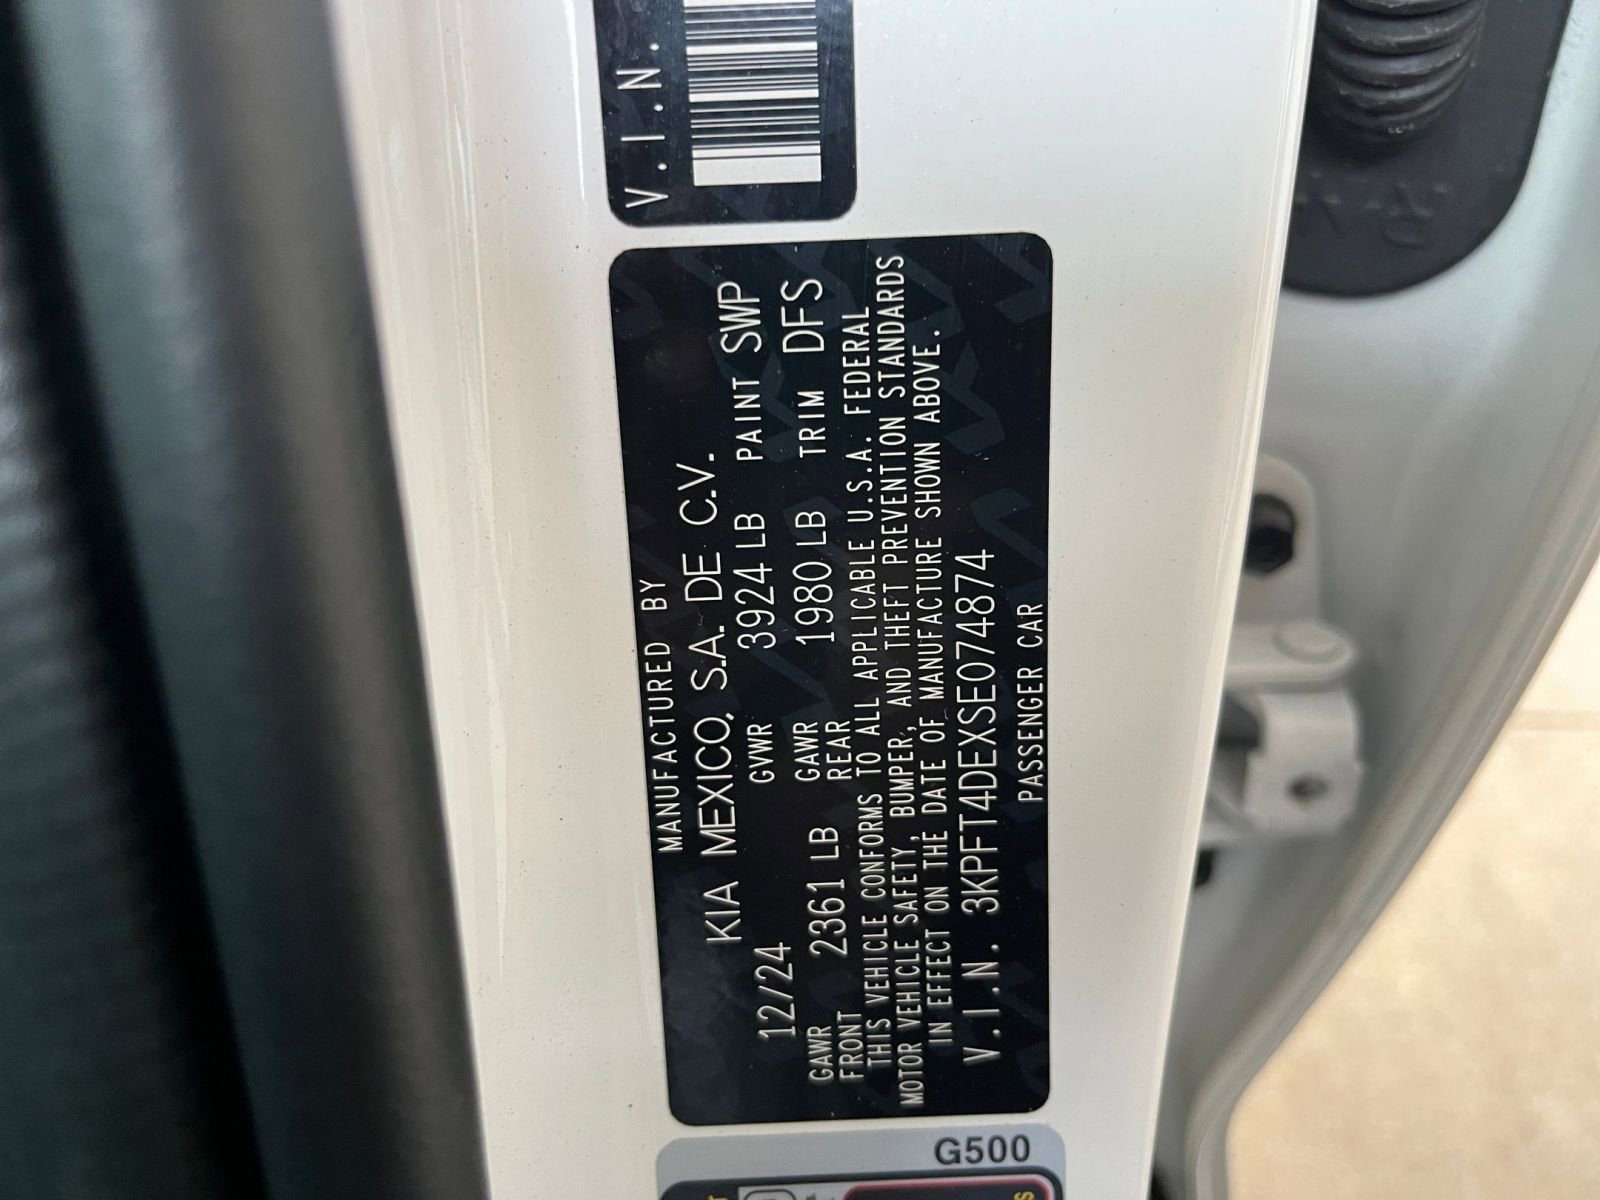 V.I.N.
MANUFACTURED BY
KIA MEXICO, S.A. DE C.V.
12/24 GVWR 3924 LB PAINT SWP
GAWR FRONT 2361 LB GAWR REAR 1980 LB TRIM DFS
THIS VEHICLE CONFORMS TO ALL APPLICABLE U.S.A. FEDERAL
MOTOR VEHICLE SAFETY, BUMPER, AND THEFT PREVENTION STANDARDS
IN EFFECT ON THE DATE OF MANUFACTURE SHOWN ABOVE.
V.I.N. 3KPFT4DEXSE074874
PASSENGER CAR
G500